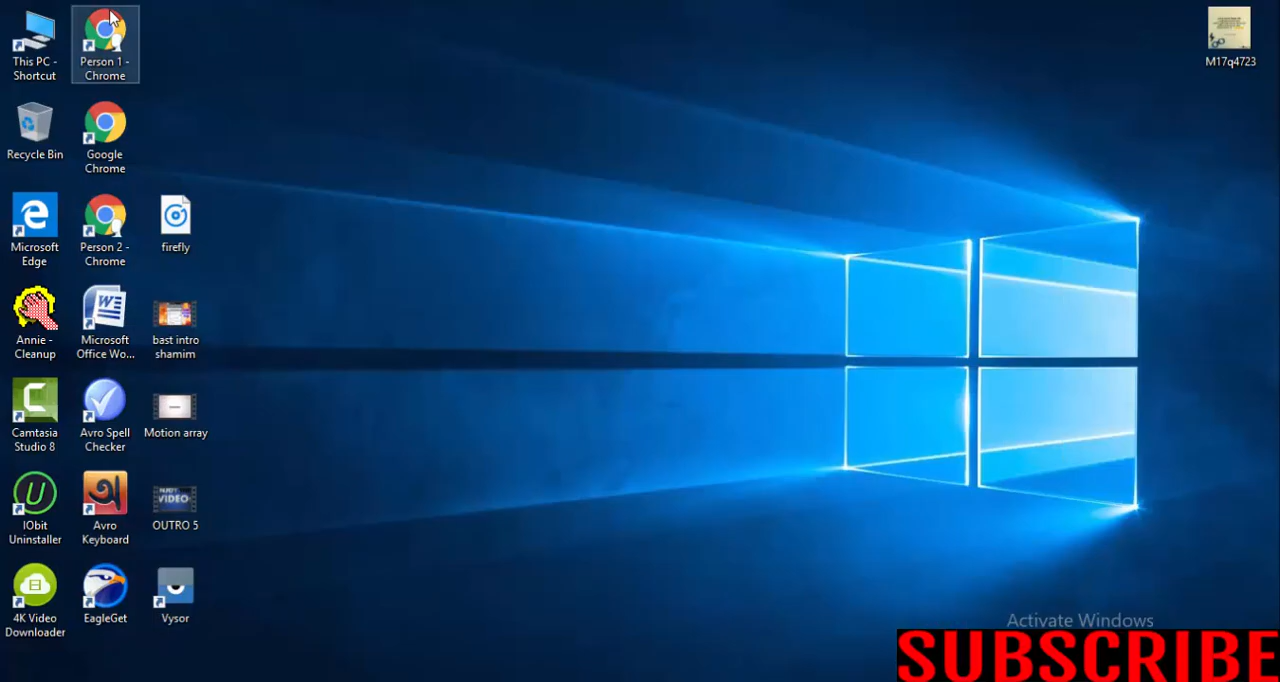 This PC -
Shortcut
Person 1 -
Chrome
M17q4723
Recycle Bin
Google
Chrome
Microsoft
Edge
Person 2 -
Chrome
firefly
Annie -
Cleanup
Microsoft
Office Wo...
bast intro
shamim
Camtasia
Studio 8
Avro Spell
Checker
Motion array
IObit
Uninstaller
Avro
Keyboard
VIDEO
OUTRO 5
4K Video
Downloader
EagleGet
Vysor
Activate Windows
SUBSCRIBE